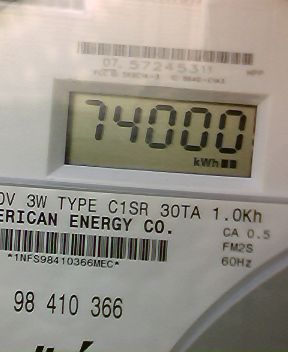 07. 57245311
74000
kWh
0V 3W TYPE C1SR 30TA 1.0Kh
ERICAN ENERGY CO.
CA 0.5
FM2S
*1NFS98410366MEC*
60Hz
98 410 366